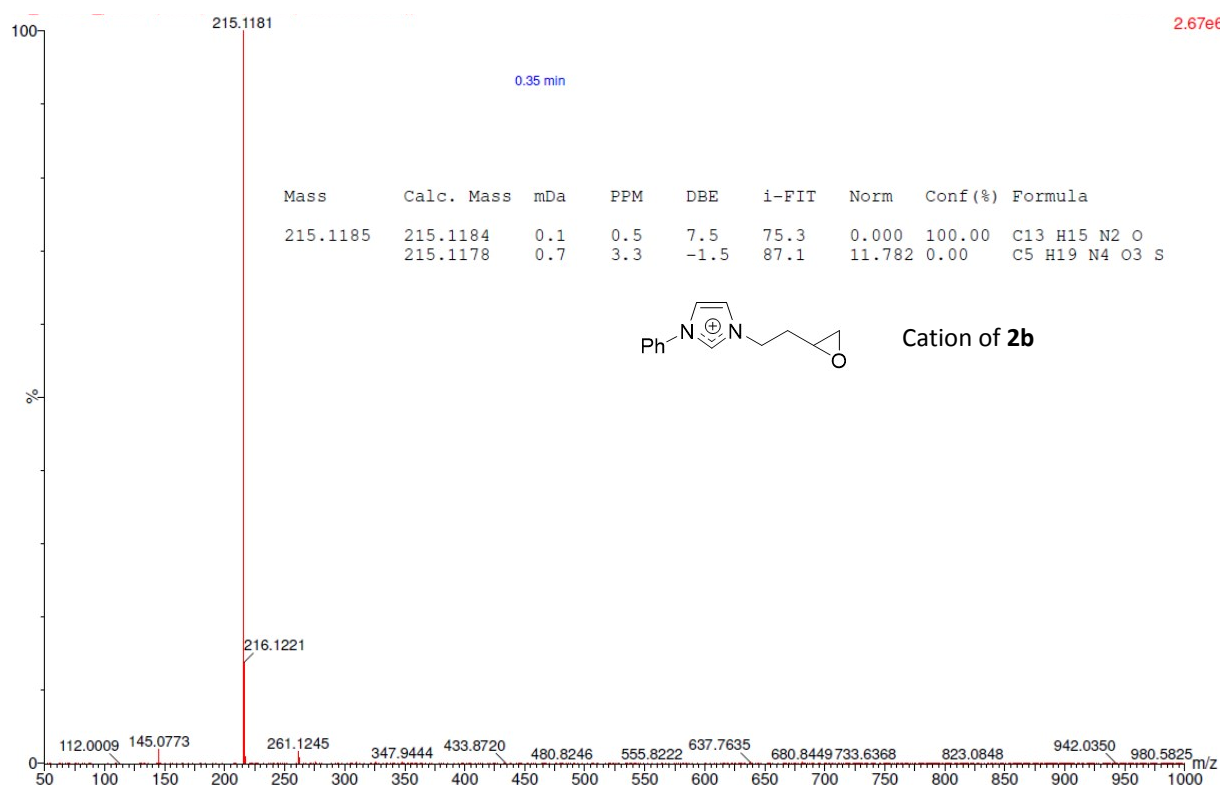 215.1181
100
2.67e6
0.35 min
Mass Calc. Mass mDa PPM DBE i-FIT Norm Conf(%) Formula
215.1185 215.1184 0.1 0.5 7.5 75.3 0.000 100.00 C13 H15 N2 O
215.1178 0.7 3.3 -1.5 87.1 11.782 0.00 C5 H19 N4 O3 S
Ph N + N O
Cation of 2b
%
216.1221
112.0009 145.0773 261.1245 347.9444 433.8720 480.8246 555.8222 637.7635 680.8449 733.6368 823.0848 942.0350 980.5825
0
50 100 150 200 250 300 350 400 450 500 550 600 650 700 750 800 850 900 950 1000 m/z